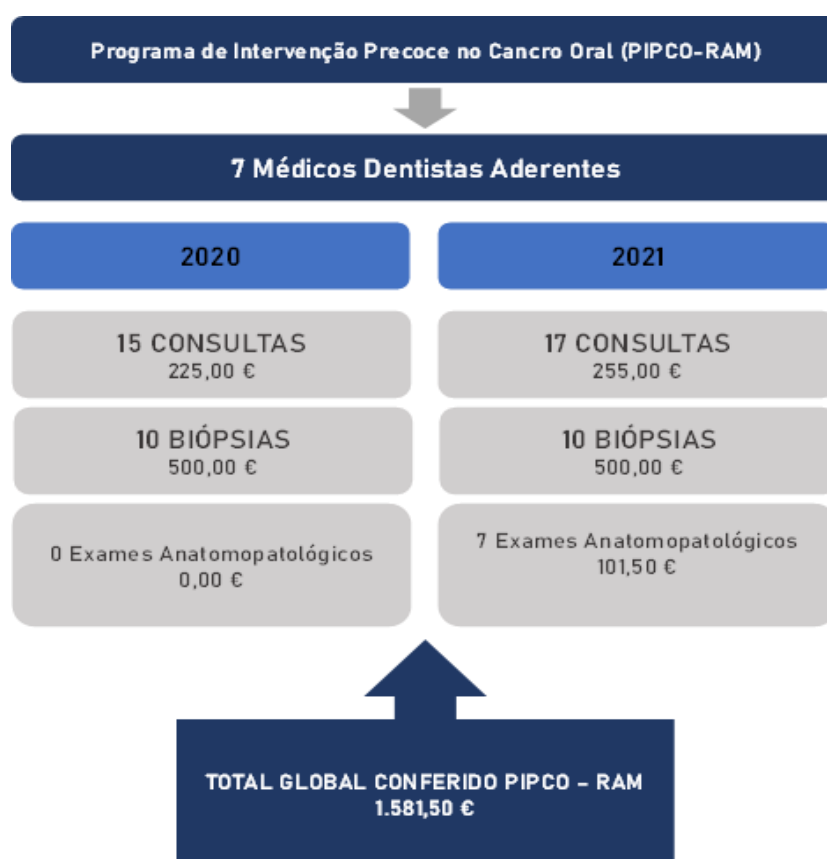 Programa de Intervenção Precoce no Cancro Oral (PIPCO-RAM)
7 Médicos Dentistas Aderentes
2020
2021
15 CONSULTAS
225,00 €
17 CONSULTAS
255,00 €
10 BIÓPSIAS
500,00 €
10 BIÓPSIAS
500,00 €
0 Exames Anatomopatológicos
0,00 €
7 Exames Anatomopatológicos
101,50 €
TOTAL GLOBAL CONFERIDO PIPCO – RAM
1.581,50 €